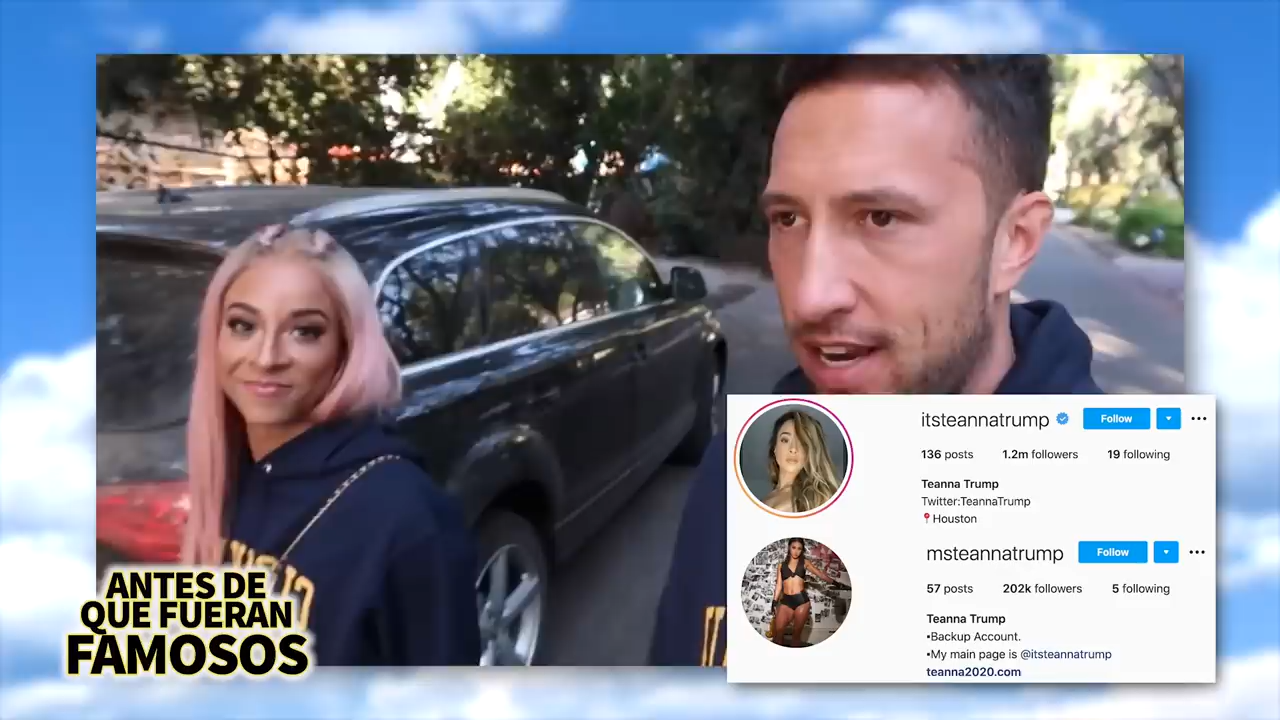 itsteannatrump
Follow
136 posts 1.2m followers 19 following
Teanna Trump
Twitter:TeannaTrump
📍Houston
msteannatrump
Follow
57 posts 202k followers 5 following
Teanna Trump
•Backup Account.
•My main page is @itsteannatrump
teanna2020.com
ANTES DE
QUE FUERAN
FAMOSOS